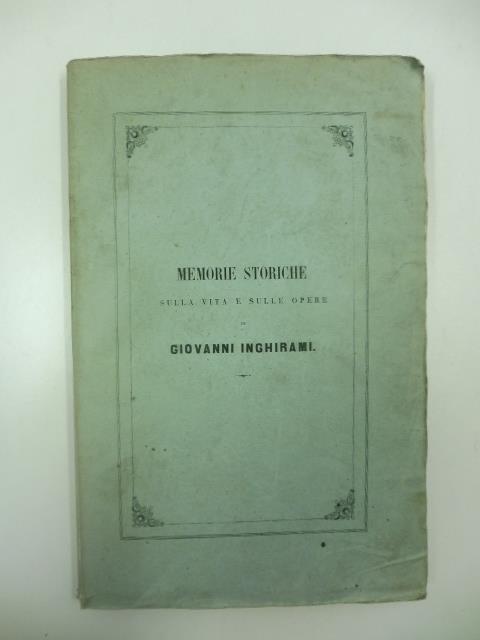 MEMORIE STORICHE
SULLA VITA E SULLE OPERE
DI
GIOVANNI INGHIRAMI.